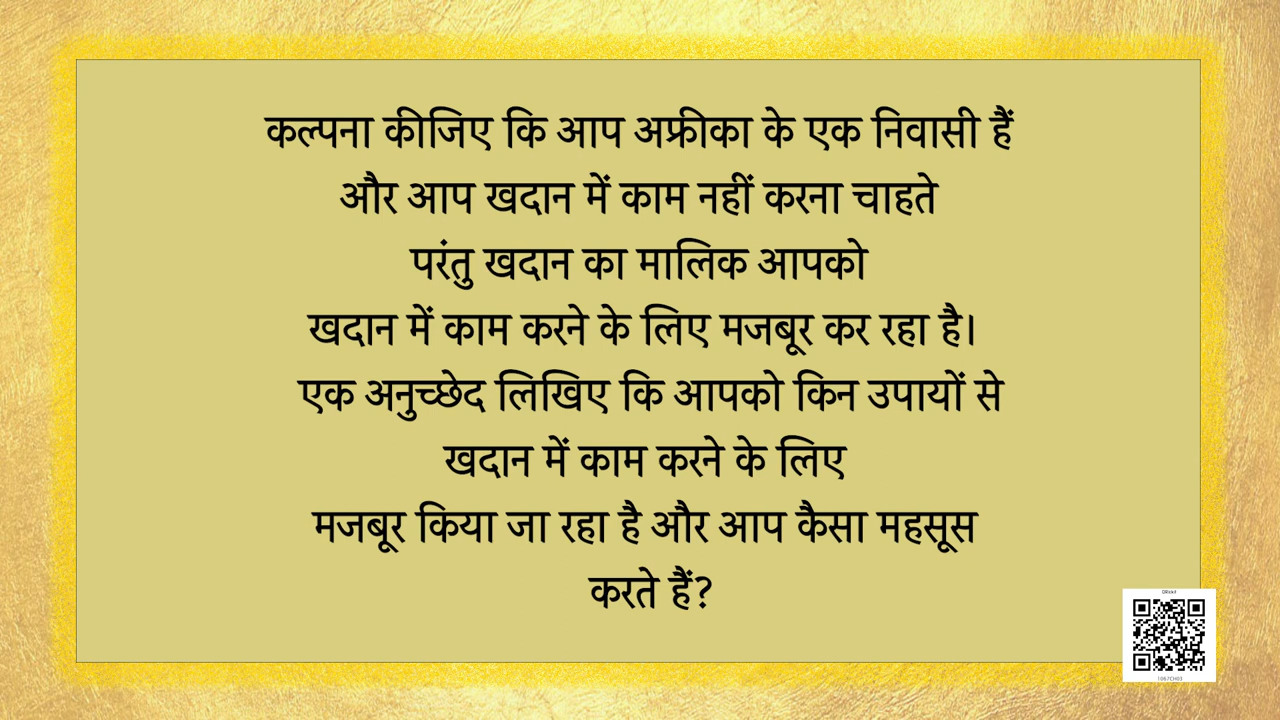 कल्पना कीजिए कि आप अफ्रीका के एक निवासी हैं
और आप खदान में काम नहीं करना चाहते
परंतु खदान का मालिक आपको
खदान में काम करने के लिए मजबूर कर रहा है।
एक अनुच्छेद लिखिए कि आपको किन उपायों से
खदान में काम करने के लिए
मजबूर किया जा रहा है और आप कैसा महसूस
करते हैं?
1067CH03